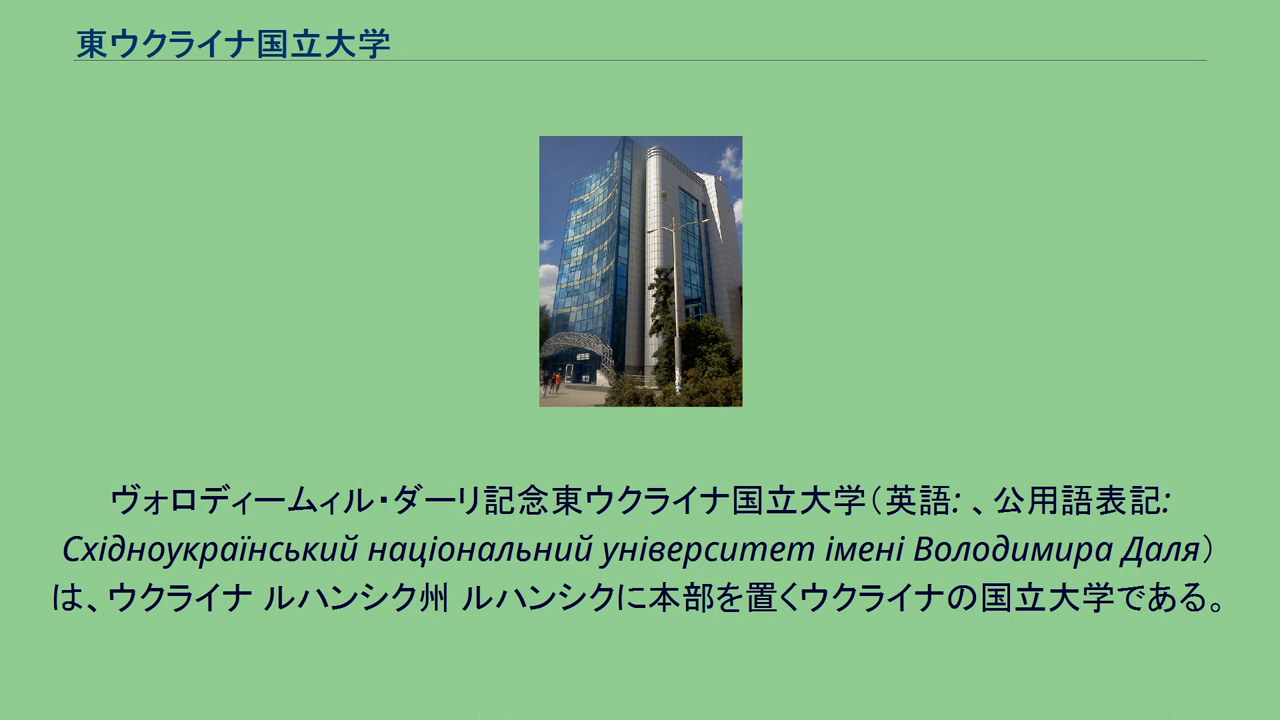 東ウクライナ国立大学
ヴォロディームィル・ダーリ記念東ウクライナ国立大学（英語: 、公用語表記:
Східноукраїнський національний університет імені Володимира Даля）
は、ウクライナ ルハンシク州 ルハンシクに本部を置くウクライナの国立大学である。